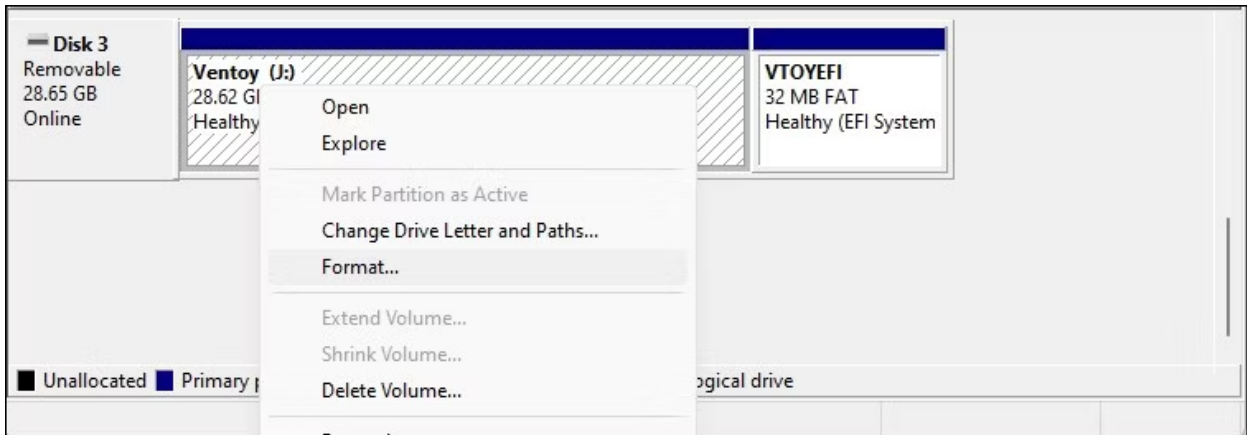 Disk 3
Removable
28.65 GB
Online
Ventoy (J:)
28.62 G
Healthy
VTOYEFI
32 MB FAT
Healthy (EFI System
Open
Explore
Mark Partition as Active
Change Drive Letter and Paths...
Format...
Extend Volume...
Shrink Volume...
Delete Volume...
Unallocated Primary
ogical drive